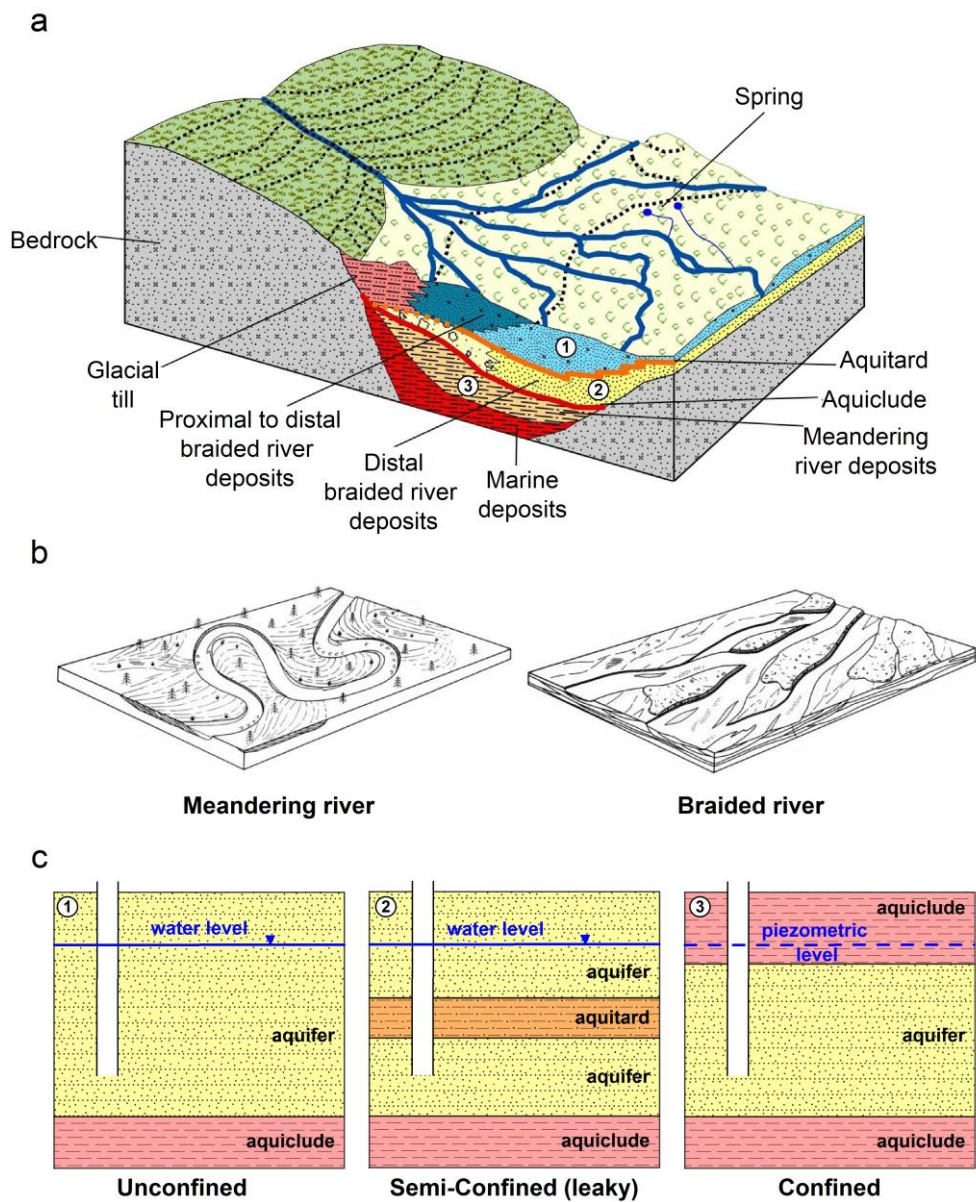 a
Spring
Bedrock
1
Aquitard
2
3
Aquiclude
Glacial
till
Meandering
river deposits
Proximal to distal
braided river
deposits
Distal
braided river
deposits
Marine
deposits
b
Meandering river
Braided river
c
1
water level
aquifer
aquiclude
Unconfined
2
water level
aquifer
aquitard
aquifer
aquiclude
Semi-Confined (leaky)
3
aquiclude
piezometric
level
aquifer
aquiclude
Confined